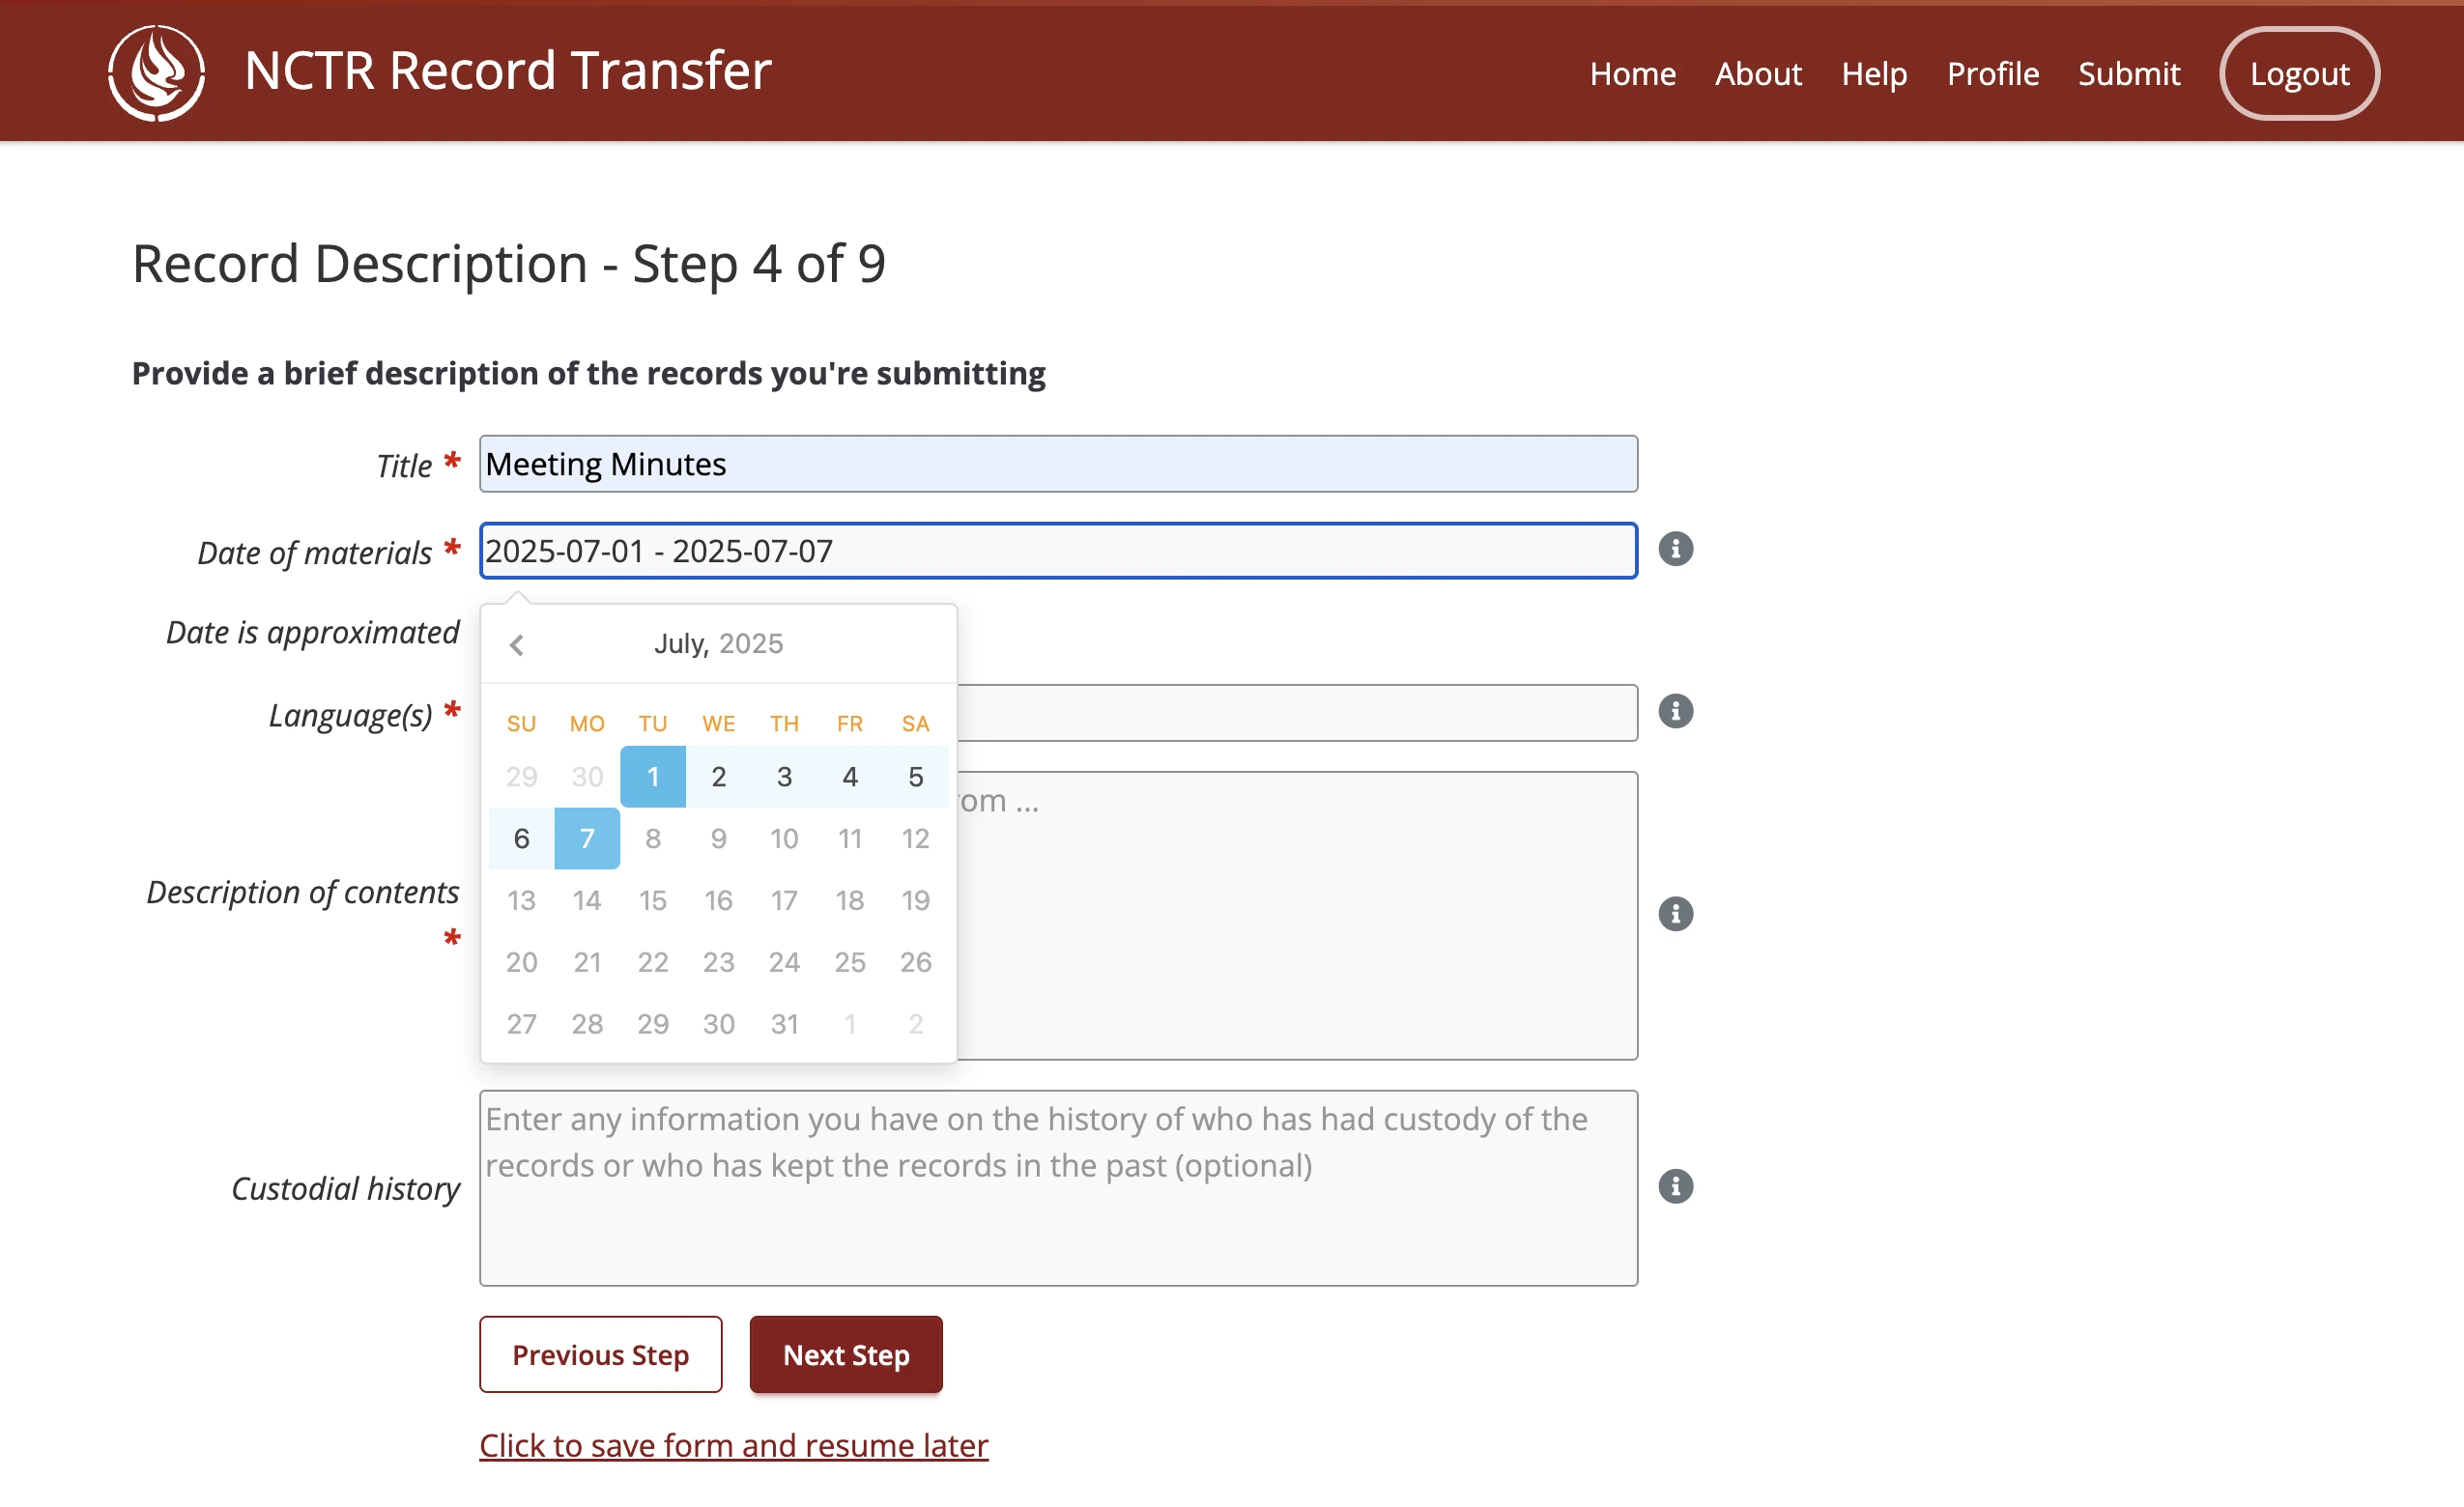 NCTR Record Transfer
Home About Help Profile Submit Logout
Record Description - Step 4 of 9
Provide a brief description of the records you're submitting
Title *
Meeting Minutes
Date of materials *
2025-07-01 - 2025-07-07
Date is approximated
July, 2025
SU MO TU WE TH FR SA
29 30 1 2 3 4 5
6 7 8 9 10 11 12
13 14 15 16 17 18 19
20 21 22 23 24 25 26
27 28 29 30 31 1 2
Language(s) *
Description of contents
*
om ...
Custodial history
Enter any information you have on the history of who has had custody of the
records or who has kept the records in the past (optional)
Previous Step Next Step
Click to save form and resume later